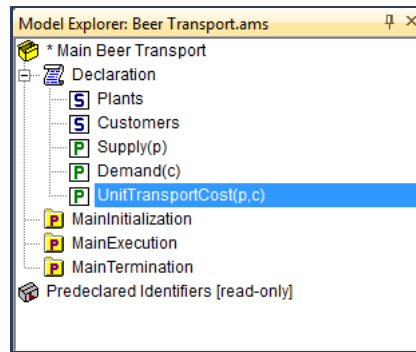 Model Explorer: Beer Transport.ams
* Main Beer Transport
Declaration
S Plants
S Customers
P Supply(p)
P Demand(c)
P UnitTransportCost(p,c)
P MainInitialization
P MainExecution
P MainTermination
Predeclared Identifiers [read-only]